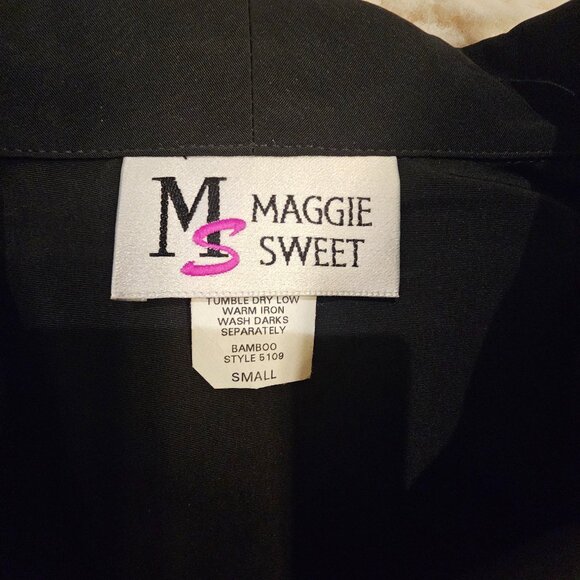 MS MAGGIE
SWEET
TUMBLE DRY LOW
WARM IRON
WASH DARKS
SEPARATELY
BAMBOO
STYLE 5109
SMALL